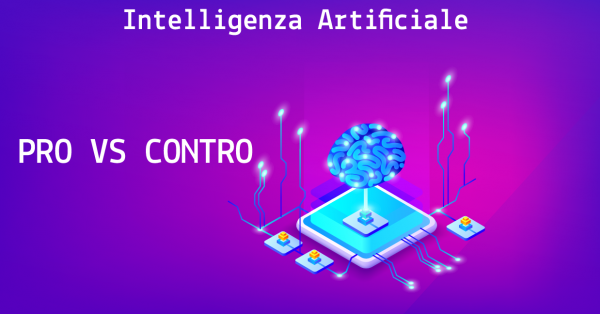 Intelligenza Artificiale
PRO VS CONTRO